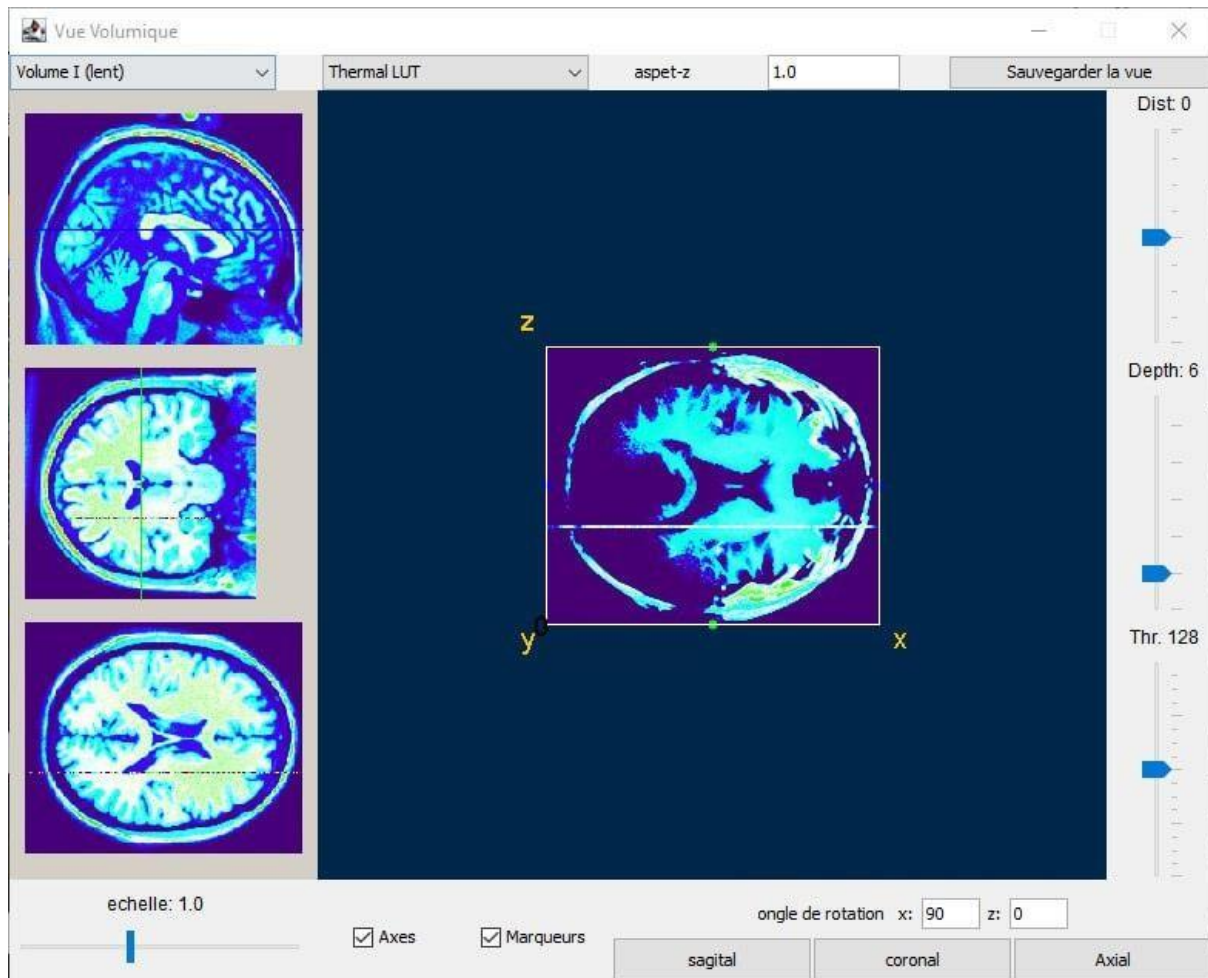 Vue Volumique
Volume I (lent) Thermal LUT aspet-z 1.0 Sauvegarder la vue
Dist: 0
Depth: 6
z
Thr. 128
y 0 x
echelle: 1.0
ongle de rotation x: 90 z: 0
Axes Marqueurs
sagital coronal Axial